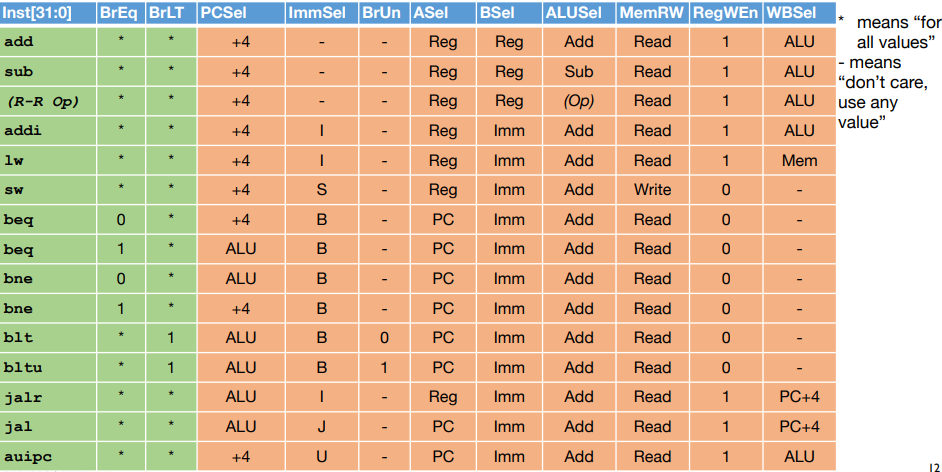 Inst[31:0] BrEq BrLT PCSel ImmSel BrUn ASel BSel ALUSel MemRW RegWEn WBSel
add * * +4 - - Reg Reg Add Read 1 ALU
sub * * +4 - - Reg Reg Sub Read 1 ALU
(R-R Op) * * +4 - - Reg Reg (Op) Read 1 ALU
addi * * +4 I - Reg Imm Add Read 1 ALU
lw * * +4 I - Reg Imm Add Read 1 Mem
sw * * +4 S - Reg Imm Add Write 0 -
beq 0 * +4 B - PC Imm Add Read 0 -
beq 1 * ALU B - PC Imm Add Read 0 -
bne 0 * ALU B - PC Imm Add Read 0 -
bne 1 * +4 B - PC Imm Add Read 0 -
blt * 1 ALU B 0 PC Imm Add Read 0 -
bltu * 1 ALU B 1 PC Imm Add Read 0 -
jalr * * ALU I - Reg Imm Add Read 1 PC+4
jal * * ALU J - PC Imm Add Read 1 PC+4
auipc * * +4 U - PC Imm Add Read 1 ALU
* means “for
all values”
- means
“don’t care,
use any
value”
12